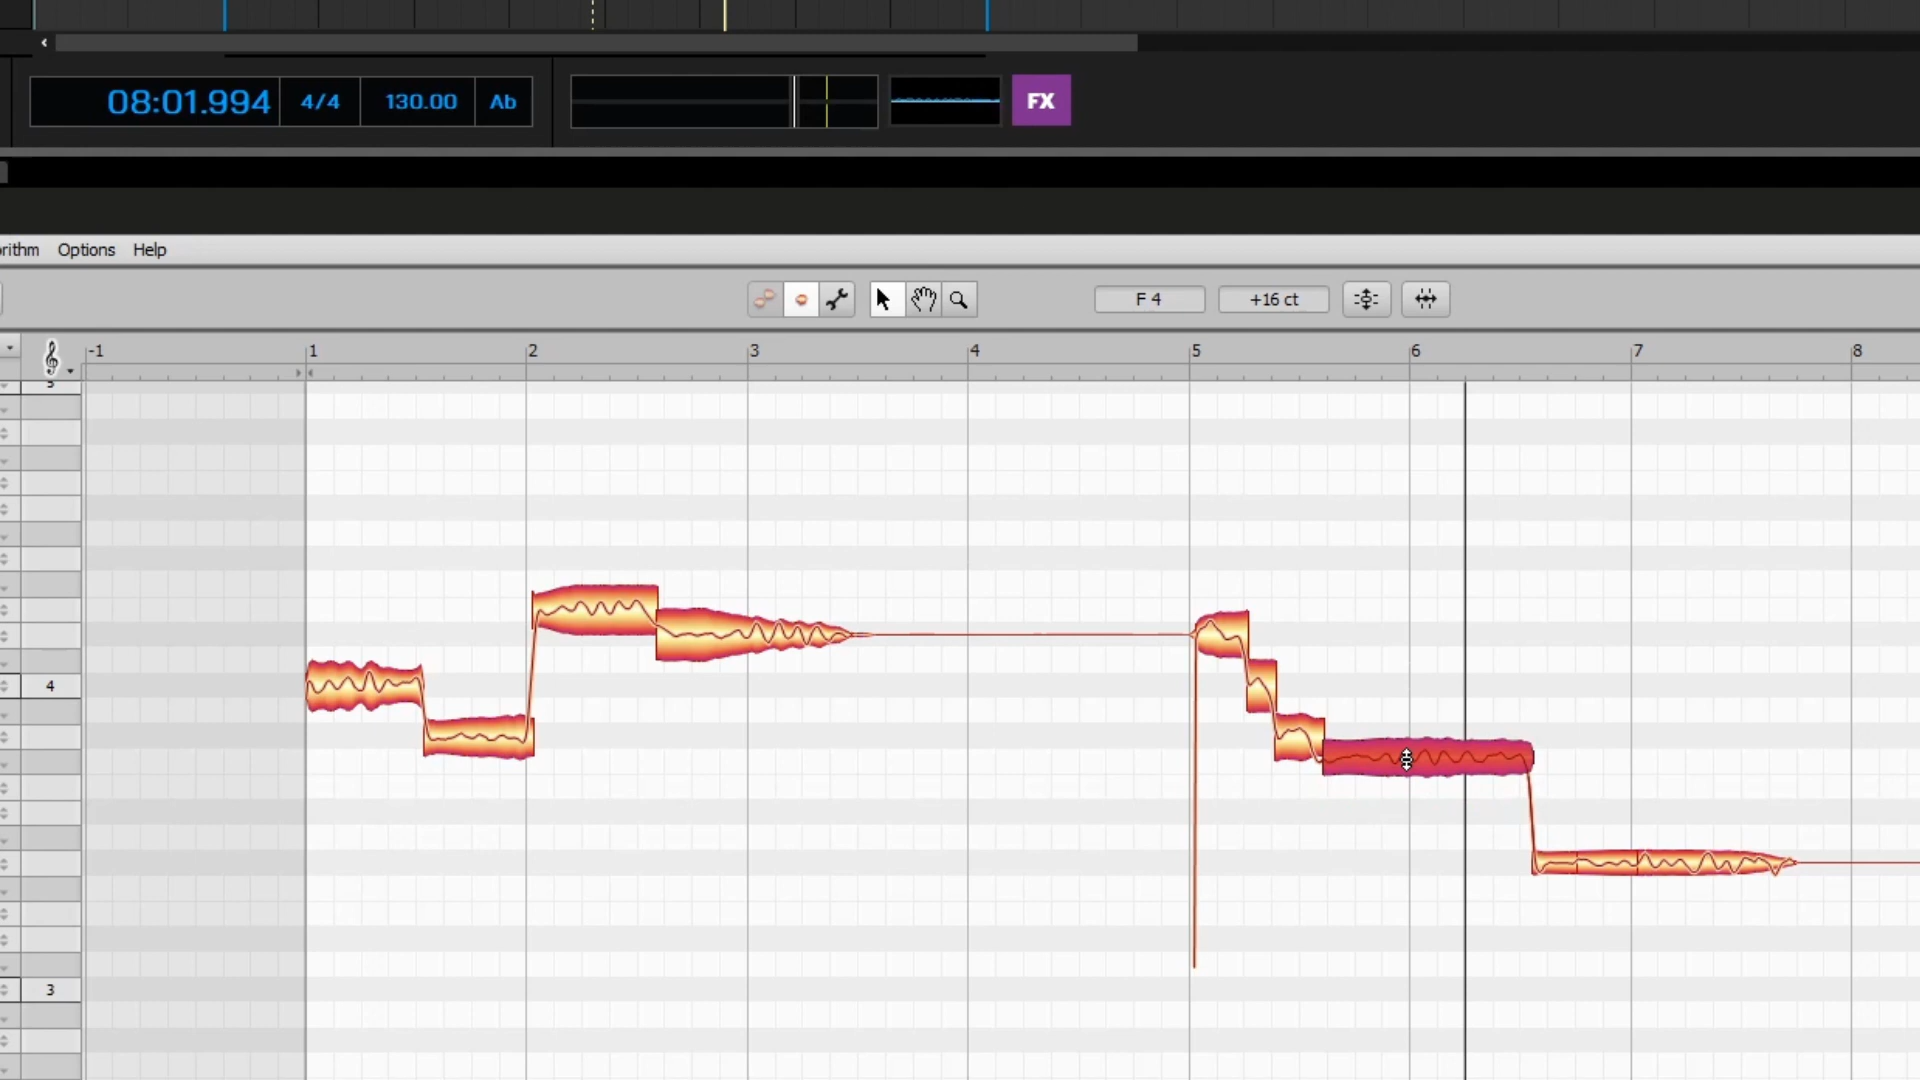 08:01.994 4/4 130.00 Ab FX
rithm Options Help
F 4 +16 ct
-1 1 2 3 4 5 6 7 8
4
3